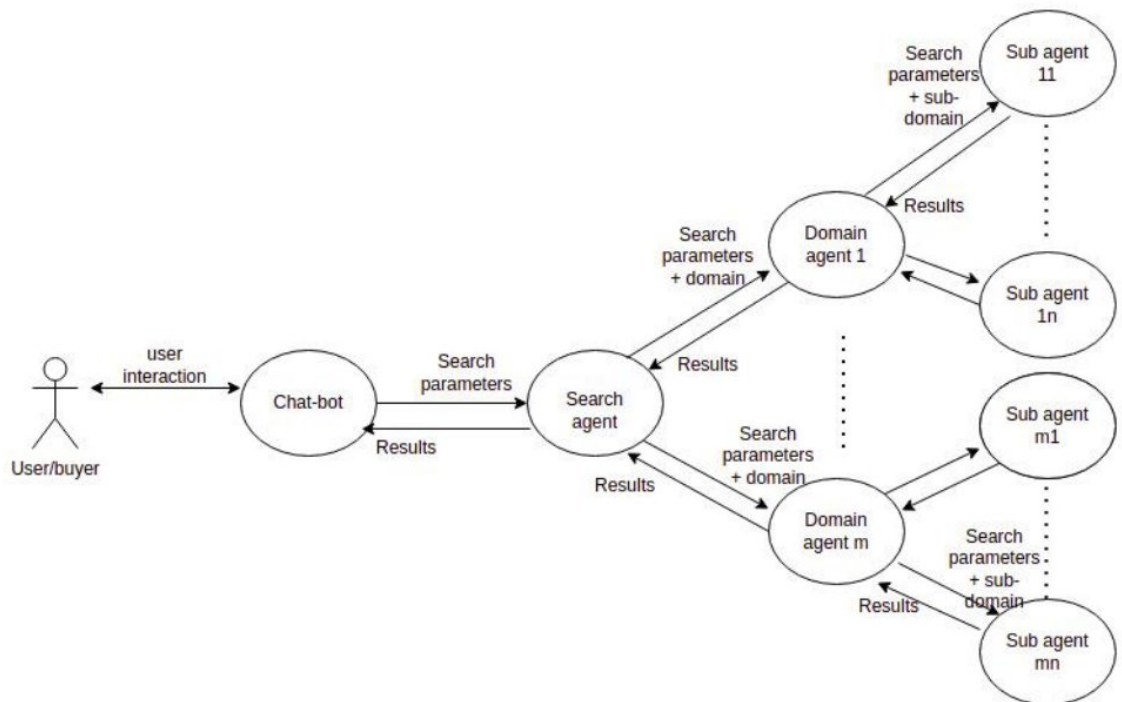 Search
parameters
+ sub-
domain
Sub agent
11
Results
Domain
agent 1
Search
parameters
+ domain
Sub agent
1n
user
interaction
Search
parameters
Results
Chat-bot
Search
agent
Results
User/buyer
Sub agent
m1
Search
parameters
+ domain
Results
Domain
agent m
Search
parameters
+ sub-
domain
Results
Sub agent
mn